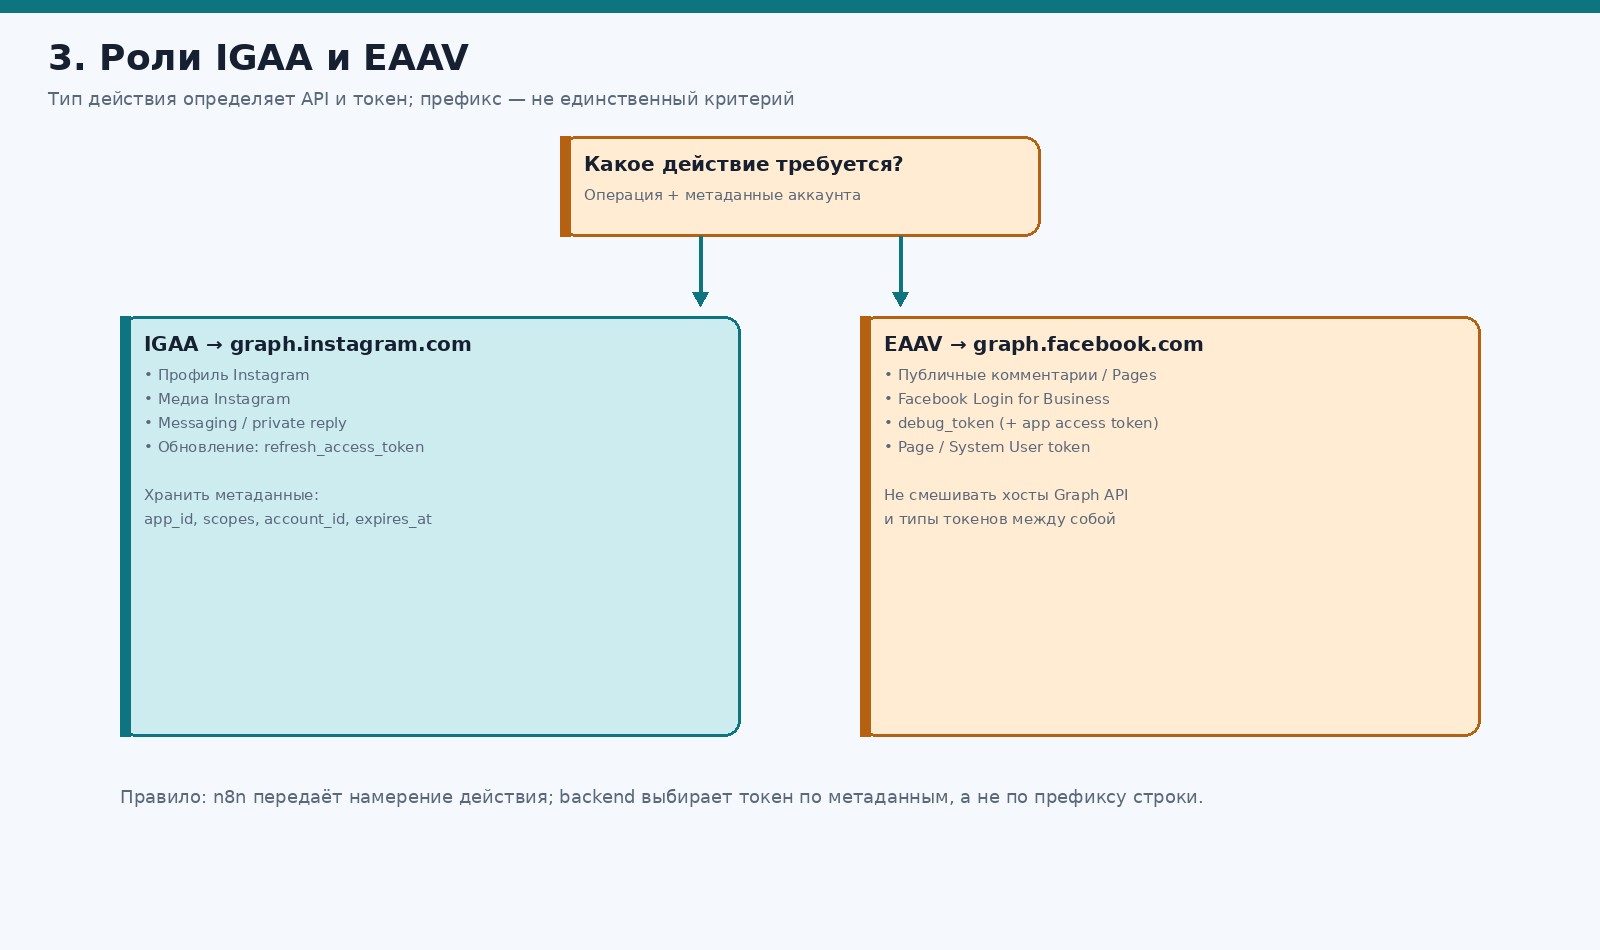 3. Роли IGAA и EAAV
Тип действия определяет API и токен; префикс — не единственный критерий
Какое действие требуется?
Операция + метаданные аккаунта
IGAA → graph.instagram.com
• Профиль Instagram
• Медиа Instagram
• Messaging / private reply
• Обновление: refresh_access_token
Хранить метаданные:
app_id, scopes, account_id, expires_at
EAAV → graph.facebook.com
• Публичные комментарии / Pages
• Facebook Login for Business
• debug_token (+ app access token)
• Page / System User token
Не смешивать хосты Graph API
и типы токенов между собой
Правило: n8n передаёт намерение действия; backend выбирает токен по метаданным, а не по префиксу строки.